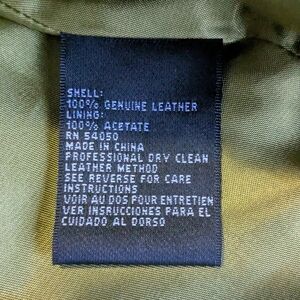 SHELL:
100% GENUINE LEATHER
LINING:
100% ACETATE
RN 54050
MADE IN CHINA
PROFESSIONAL DRY CLEAN
LEATHER METHOD
SEE REVERSE FOR CARE
INSTRUCTIONS
VOIR AU DOS POUR ENTRETIEN
VER INSRUCCIONES PARA EL
CUIDADO AL DORSO